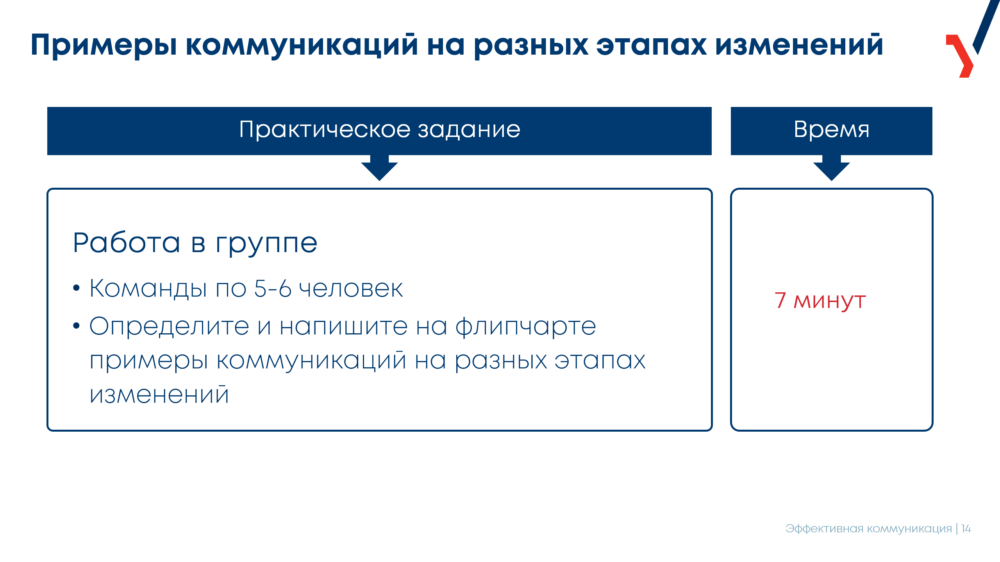 Примеры коммуникаций на разных этапах изменений
Практическое задание
Время
Работа в группе
• Команды по 5-6 человек
• Определите и напишите на флипчарте
примеры коммуникаций на разных этапах
изменений
7 минут
Эффективная коммуникация | 14